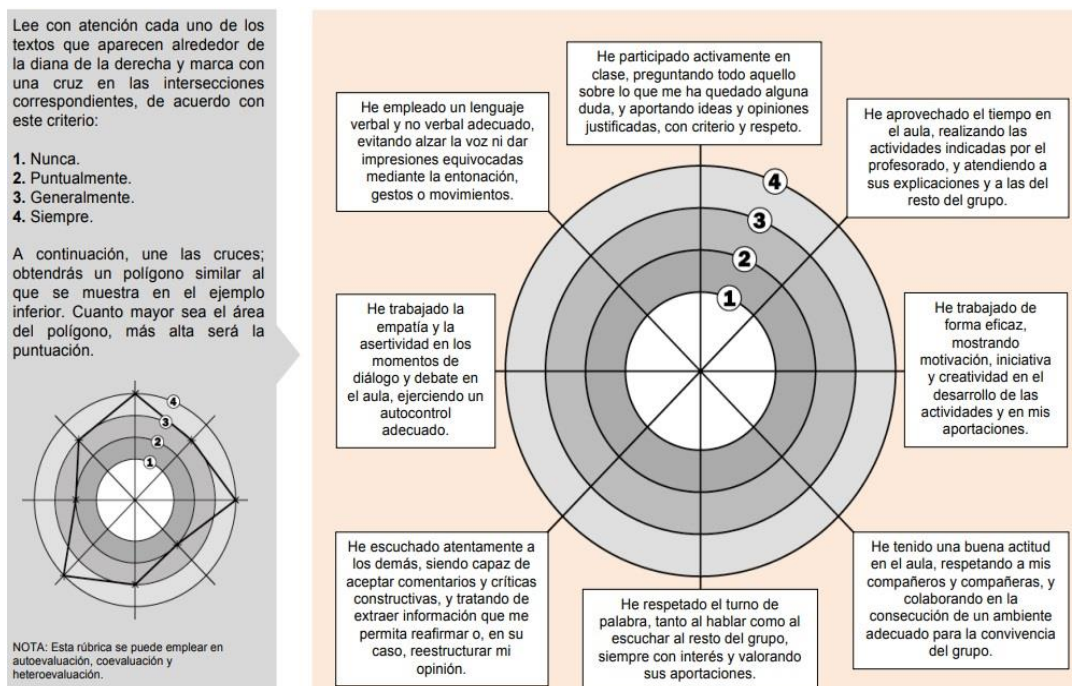 Lee con atención cada uno de los
textos que aparecen alrededor de
la diana de la derecha y marca con
una cruz en las intersecciones
correspondientes, de acuerdo con
este criterio:
1. Nunca.
2. Puntualmente.
3. Generalmente.
4. Siempre.
A continuación, une las cruces;
obtendrás un polígono similar al
que se muestra en el ejemplo
inferior. Cuanto mayor sea el área
del polígono, más alta será la
puntuación.
4
3
2
1
NOTA: Esta rúbrica se puede emplear en
autoevaluación, coevaluación y
heteroevaluación.
He participado activamente en
clase, preguntando todo aquello
sobre lo que me ha quedado alguna
duda, y aportando ideas y opiniones
justificadas, con criterio y respeto.
He empleado un lenguaje
verbal y no verbal adecuado,
evitando alzar la voz ni dar
impresiones equivocadas
mediante la entonación,
gestos o movimientos.
He aprovechado el tiempo en
el aula, realizando las
actividades indicadas por el
profesorado, y atendiendo a
sus explicaciones y a las del
resto del grupo.
4
3
2
1
He trabajado la
empatía y la
asertividad en los
momentos de
diálogo y debate en
el aula, ejerciendo un
autocontrol
adecuado.
He trabajado de
forma eficaz,
mostrando
motivación, iniciativa
y creatividad en el
desarrollo de las
actividades y en mis
aportaciones.
He escuchado atentamente a
los demás, siendo capaz de
aceptar comentarios y críticas
constructivas, y tratando de
extraer información que me
permita reafirmar o, en su
caso, reestructurar mi
opinión.
He respetado el turno de
palabra, tanto al hablar como al
escuchar al resto del grupo,
siempre con interés y valorando
sus aportaciones.
He tenido una buena actitud
en el aula, respetando a mis
compañeros y compañeras, y
colaborando en la
consecución de un ambiente
adecuado para la convivencia
del grupo.